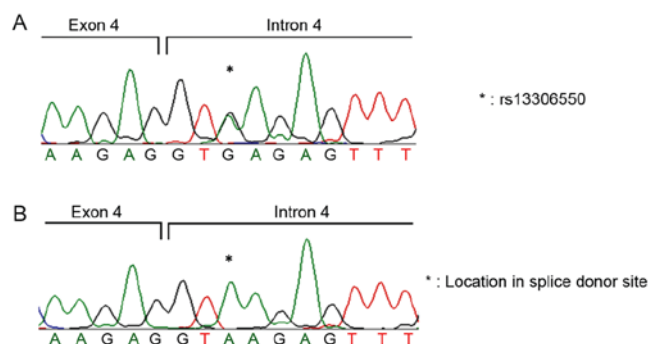 A
Exon 4 Intron 4
*
* : rs13306550
A A G A G G T G A G A G T T T
B
Exon 4 Intron 4
*
* : Location in splice donor site
A A G A G G T A A G A G T T T